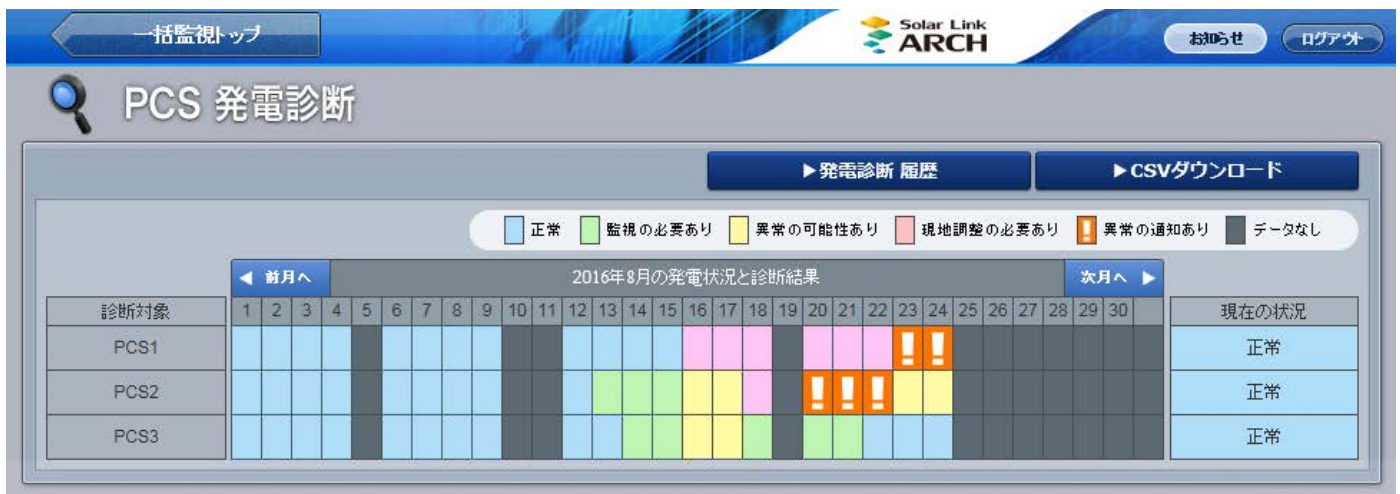 一括監視トップ
Solar Link
ARCH
お知らせ
ログアウト
PCS 発電診断
▶発電診断 履歴
▶CSVダウンロード
正常 監視の必要あり 異常の可能性あり 現地調整の必要あり 異常の通知あり データなし
◀ 前月へ 2016年8月の発電状況と診断結果 次月へ ▶
診断対象 1 2 3 4 5 6 7 8 9 10 11 12 13 14 15 16 17 18 19 20 21 22 23 24 25 26 27 28 29 30 現在の状況
PCS1 ! ! 正常
PCS2 ! ! ! 正常
PCS3 正常